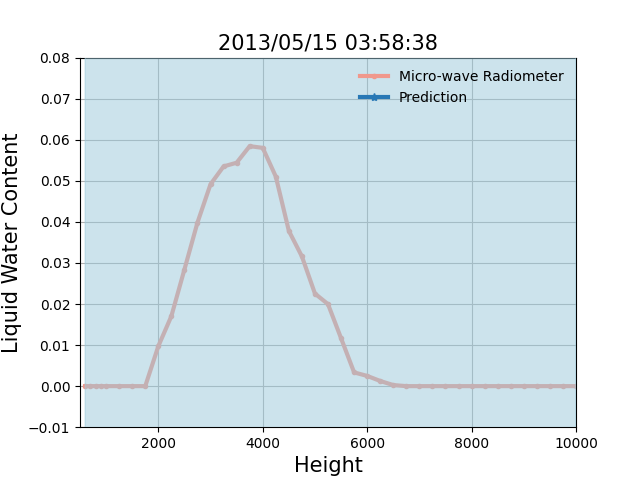 2013/05/15 03:58:38
0.08
0.07
0.06
0.05
0.04
0.03
0.02
0.01
0.00
−0.01
Liquid Water Content
Micro-wave Radiometer
Prediction
2000 4000 6000 8000 10000
Height